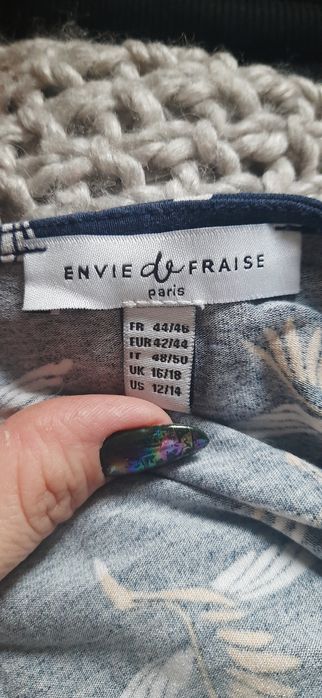 ENVIE de FRAISE
paris
FR 44/46
EUR 42/44
IT 48/50
UK 16/18
US 12/14